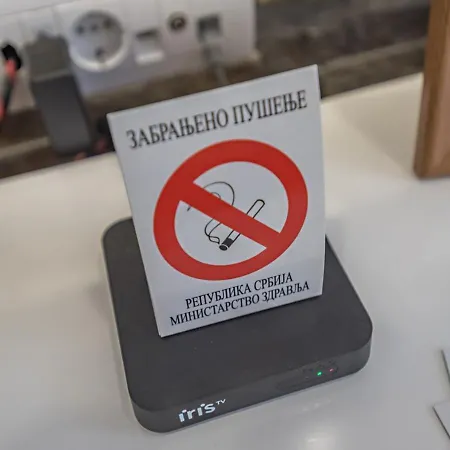 ЗАБРАЊЕНО ПУШЕЊЕ
РЕПУБЛИКА СРБИЈА
МИНИСТАРСТВО ЗДРАВЉА
iris TV